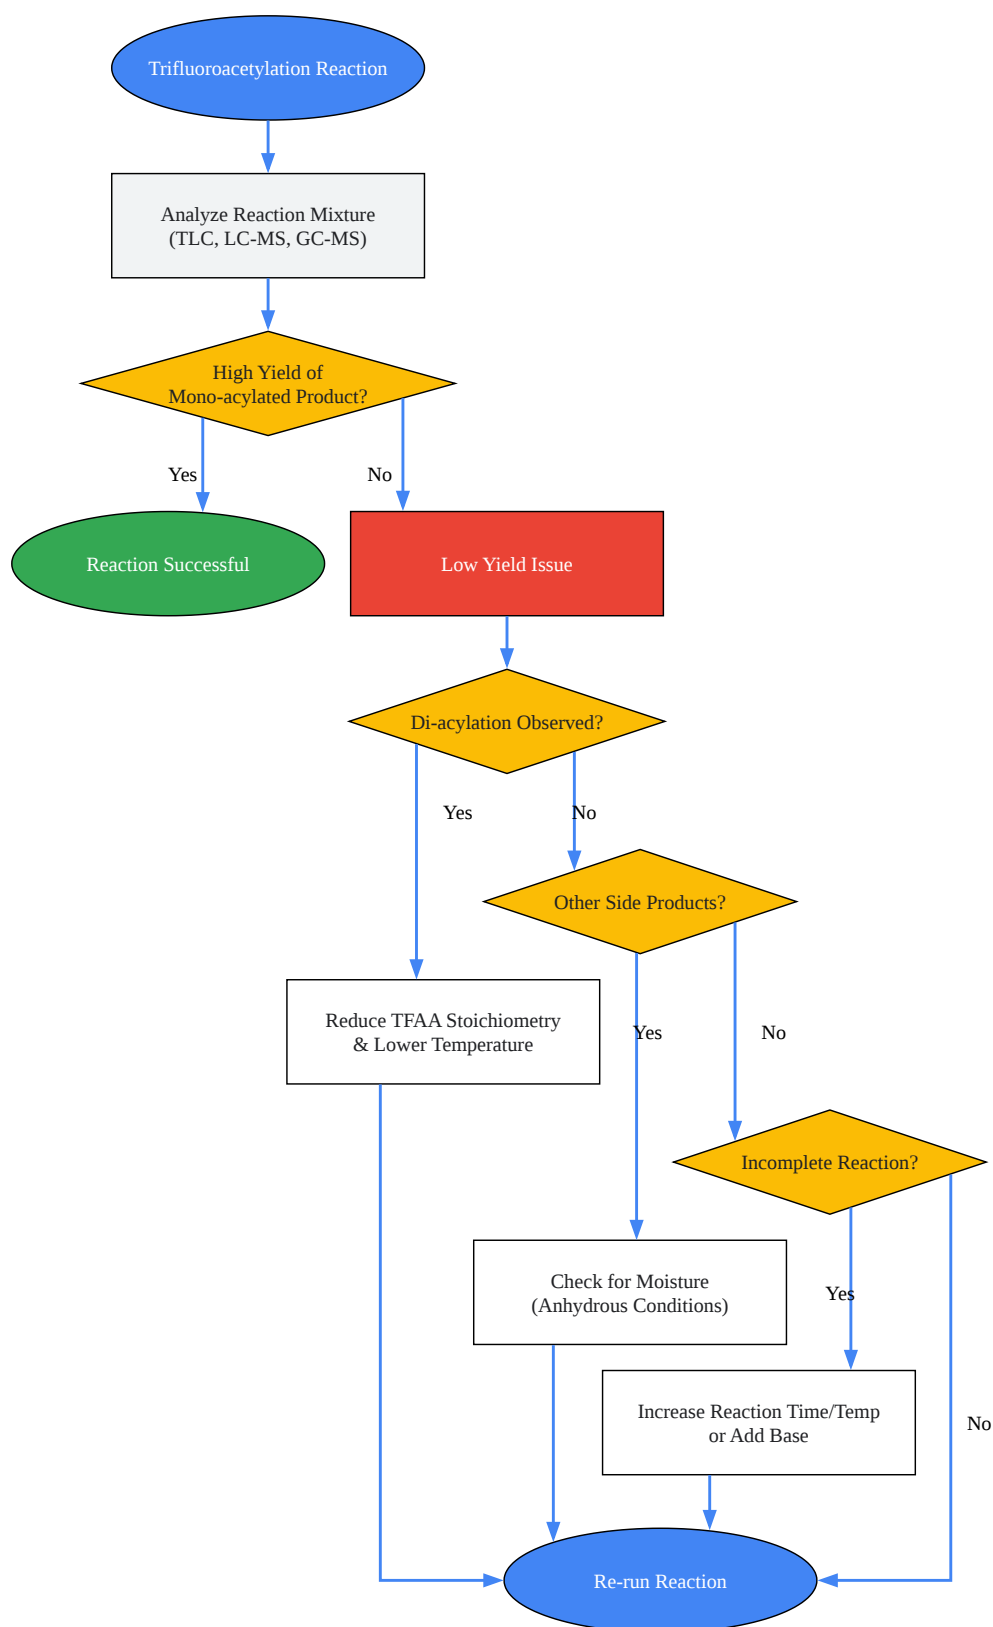 Trifluoroacetylation Reaction
Analyze Reaction Mixture
(TLC, LC-MS, GC-MS)
High Yield of
Mono-acylated Product?
Yes
No
Reaction Successful
Low Yield Issue
Di-acylation Observed?
Yes
No
Other Side Products?
Reduce TFAA Stoichiometry
& Lower Temperature
Yes
No
Incomplete Reaction?
Check for Moisture
(Anhydrous Conditions)
Yes
Increase Reaction Time/Temp
or Add Base
No
Re-run Reaction